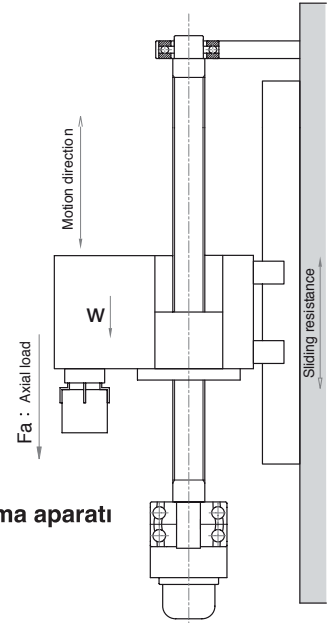 Motion direction
W
Fa : Axial load
Sliding resistance
ma aparatı